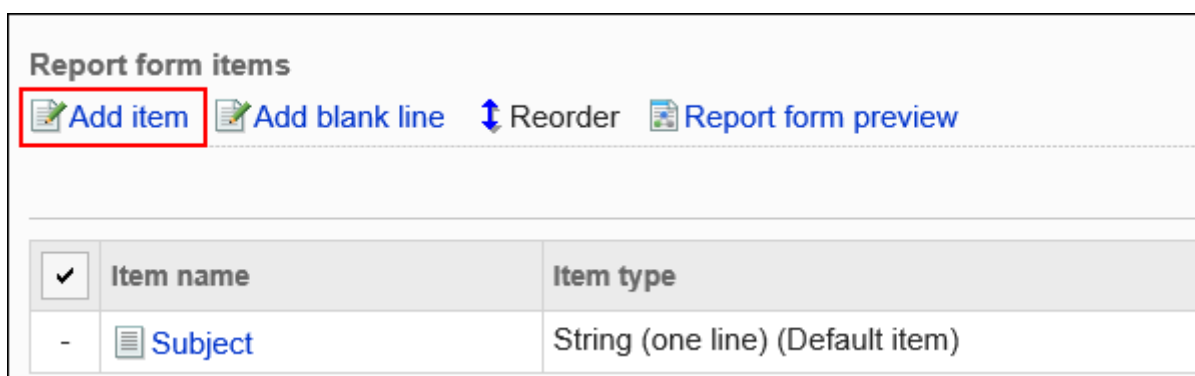 Report form items
Add item Add blank line Reorder Report form preview
Item name Item type
- Subject String (one line) (Default item)